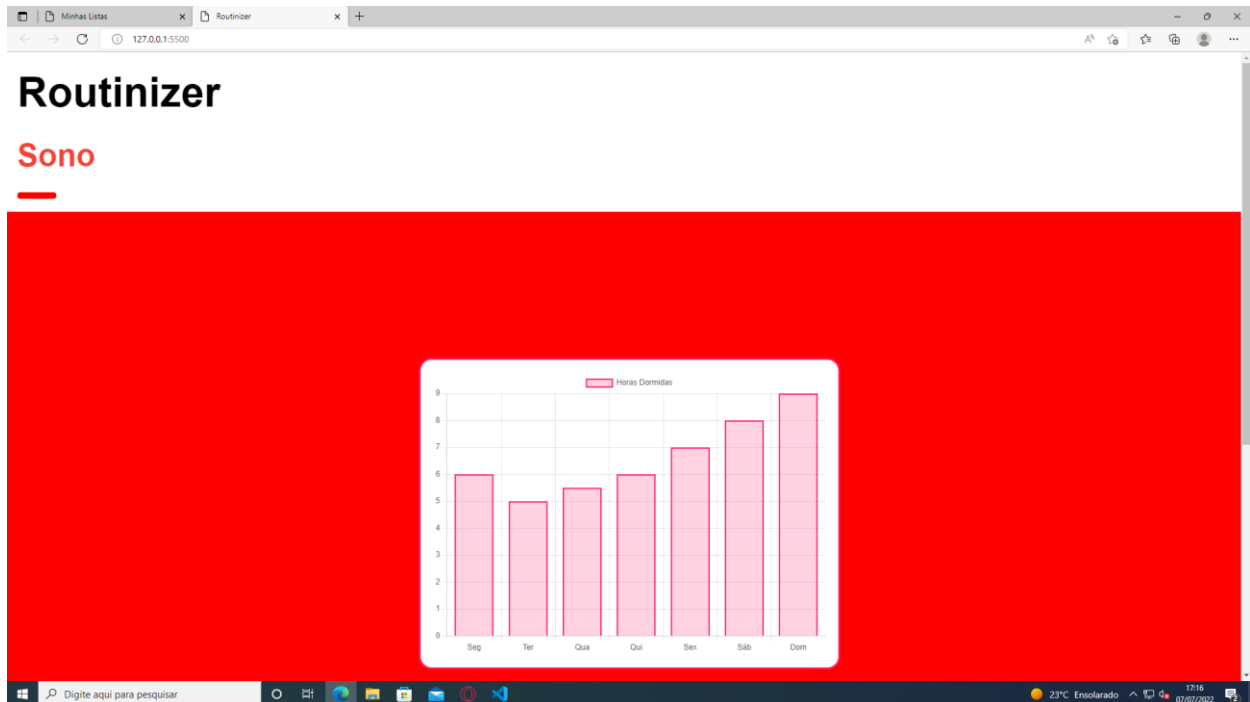 Minhas Listas
Routinizer
127.0.0.1:5500
Routinizer
Sono
Horas Dormidas
9
8
7
6
5
4
3
2
1
0
Seg Ter Qua Qui Sex Sáb Dom
Digite aqui para pesquisar
23°C Ensolarado
17:16
07/07/2022